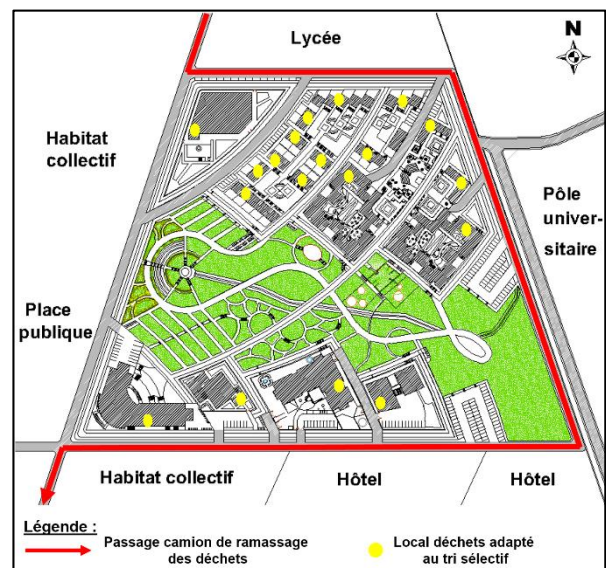 Lycée
N
Habitat
collectif
Pôle
univer-
sitaire
Place
publique
Habitat collectif
Hôtel
Hôtel
Légende :
Passage camion de ramassage
des déchets
Local déchets adapté
au tri sélectif